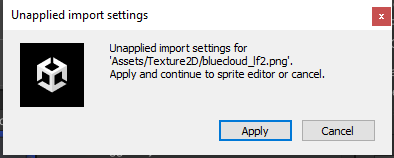 Unapplied import settings
x
Unapplied import settings for
'Assets/Texture2D/bluecloud_lf2.png'.
Apply and continue to sprite editor or cancel.
Apply
Cancel